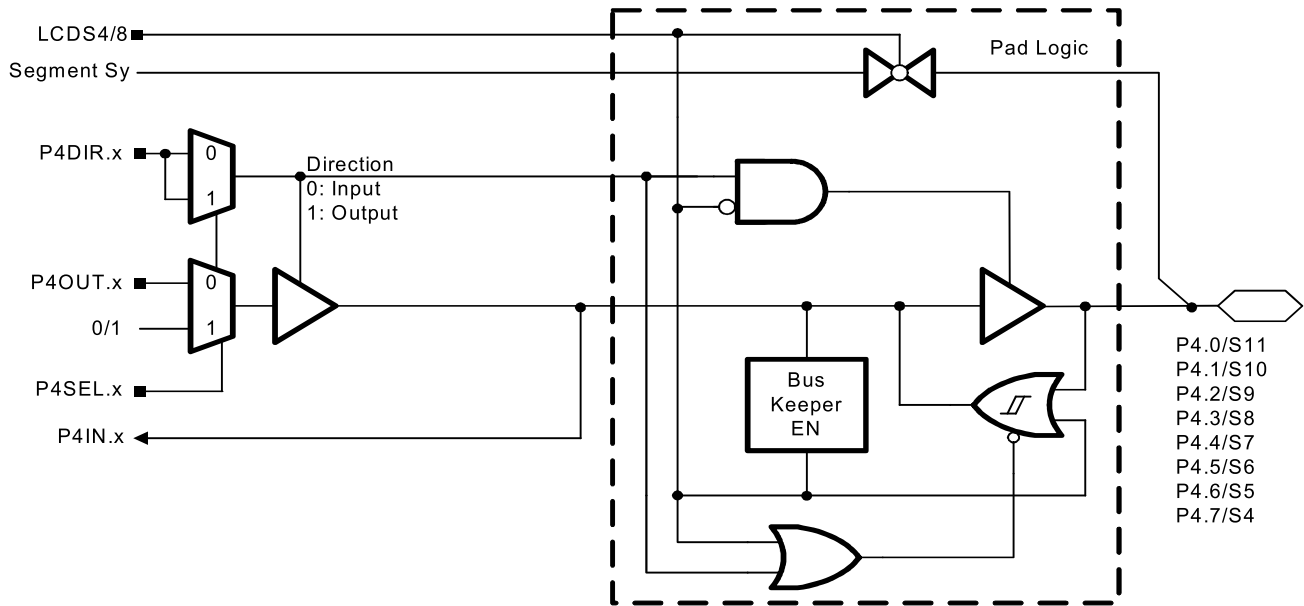 LCDS4/8
Pad Logic
Segment Sy
P4DIR.x
0
1
Direction
0: Input
1: Output
P4OUT.x
0
0/1
1
P4SEL.x
P4IN.x
Bus
Keeper
EN
P4.0/S11
P4.1/S10
P4.2/S9
P4.3/S8
P4.4/S7
P4.5/S6
P4.6/S5
P4.7/S4